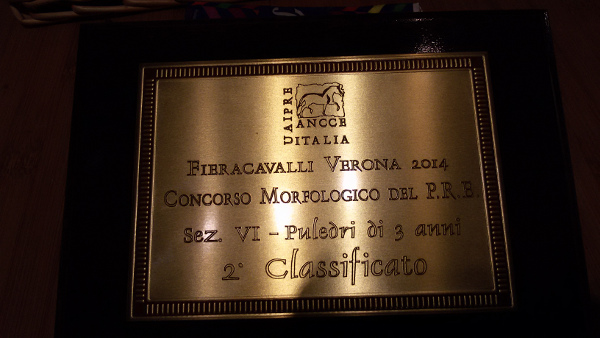 UAIPRE
ANCCE
ITALIA
FIERACAVALLI VERONA 2014
CONCORSO MORFOLOGICO DEL P.R.E.
Sez. VI - Puledri di 3 anni
2° Classificato